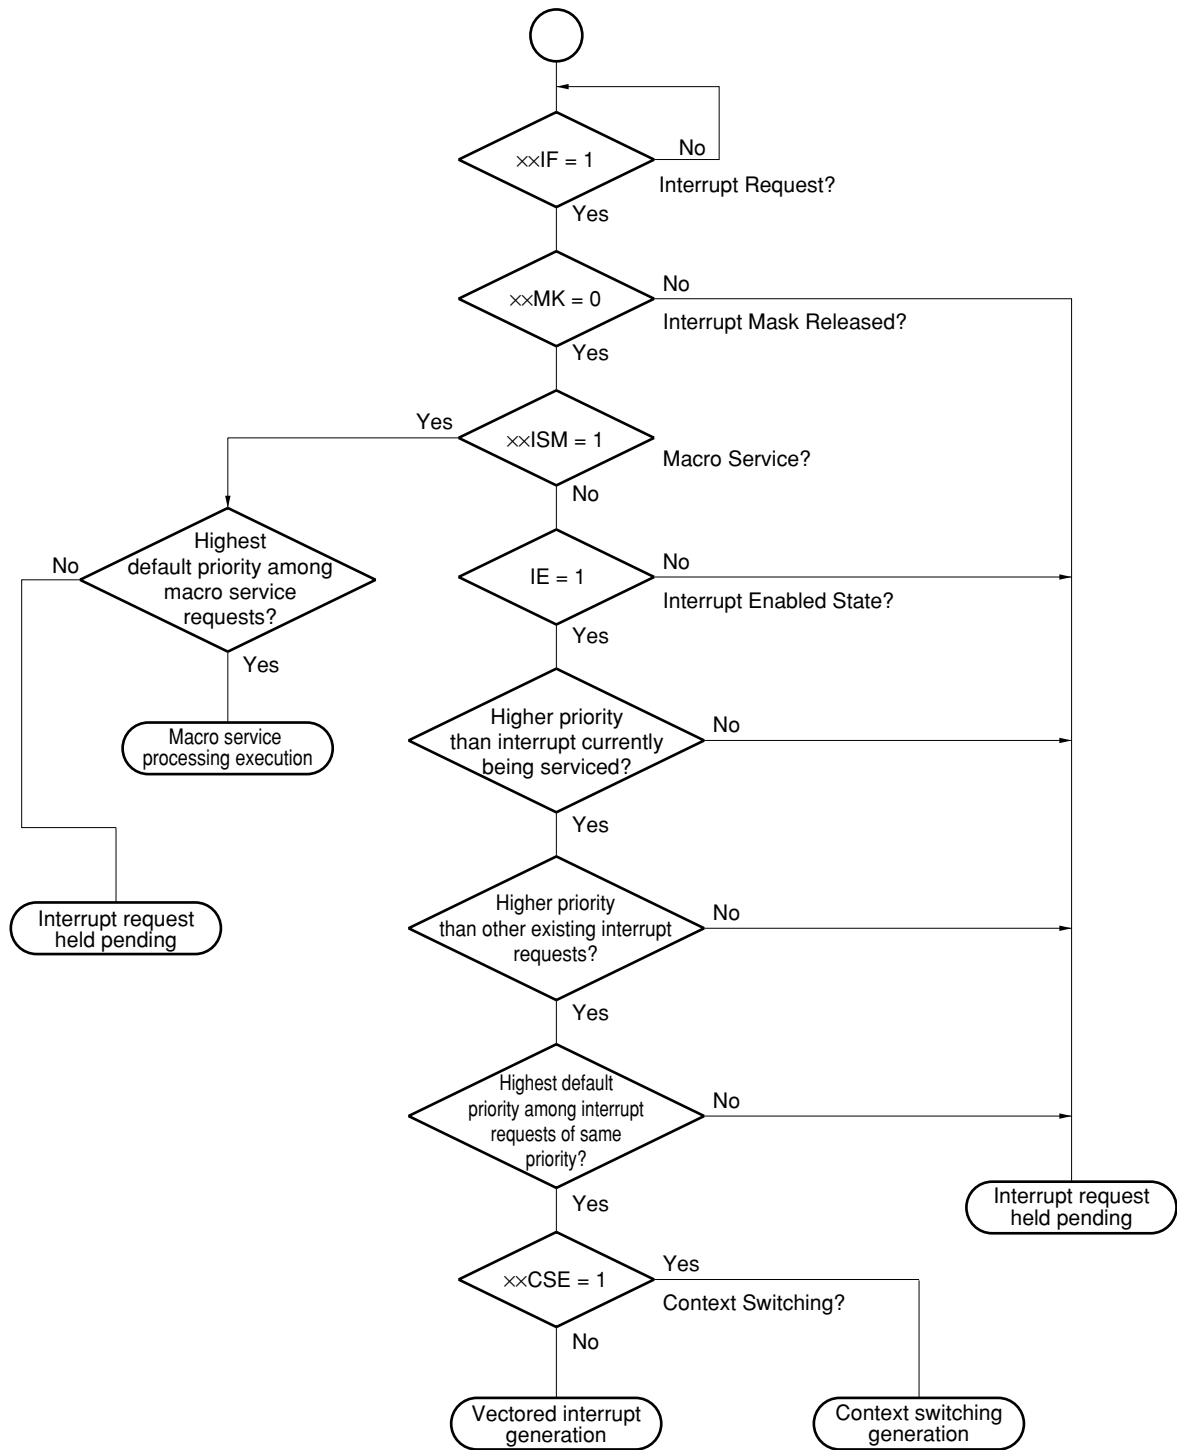 ××IF = 1
No
Interrupt Request?
Yes
××MK = 0
No
Interrupt Mask Released?
Yes
Yes
××ISM = 1
Macro Service?
No
Highest
default priority among
macro service
requests?
No
Yes
IE = 1
No
Interrupt Enabled State?
Yes
Macro service
processing execution
Higher priority
than interrupt currently
being serviced?
No
Yes
Interrupt request
held pending
Higher priority
than other existing interrupt
requests?
No
Yes
Highest default
priority among interrupt
requests of same
priority?
No
Yes
Interrupt request
held pending
××CSE = 1
Yes
Context Switching?
No
Vectored interrupt
generation
Context switching
generation